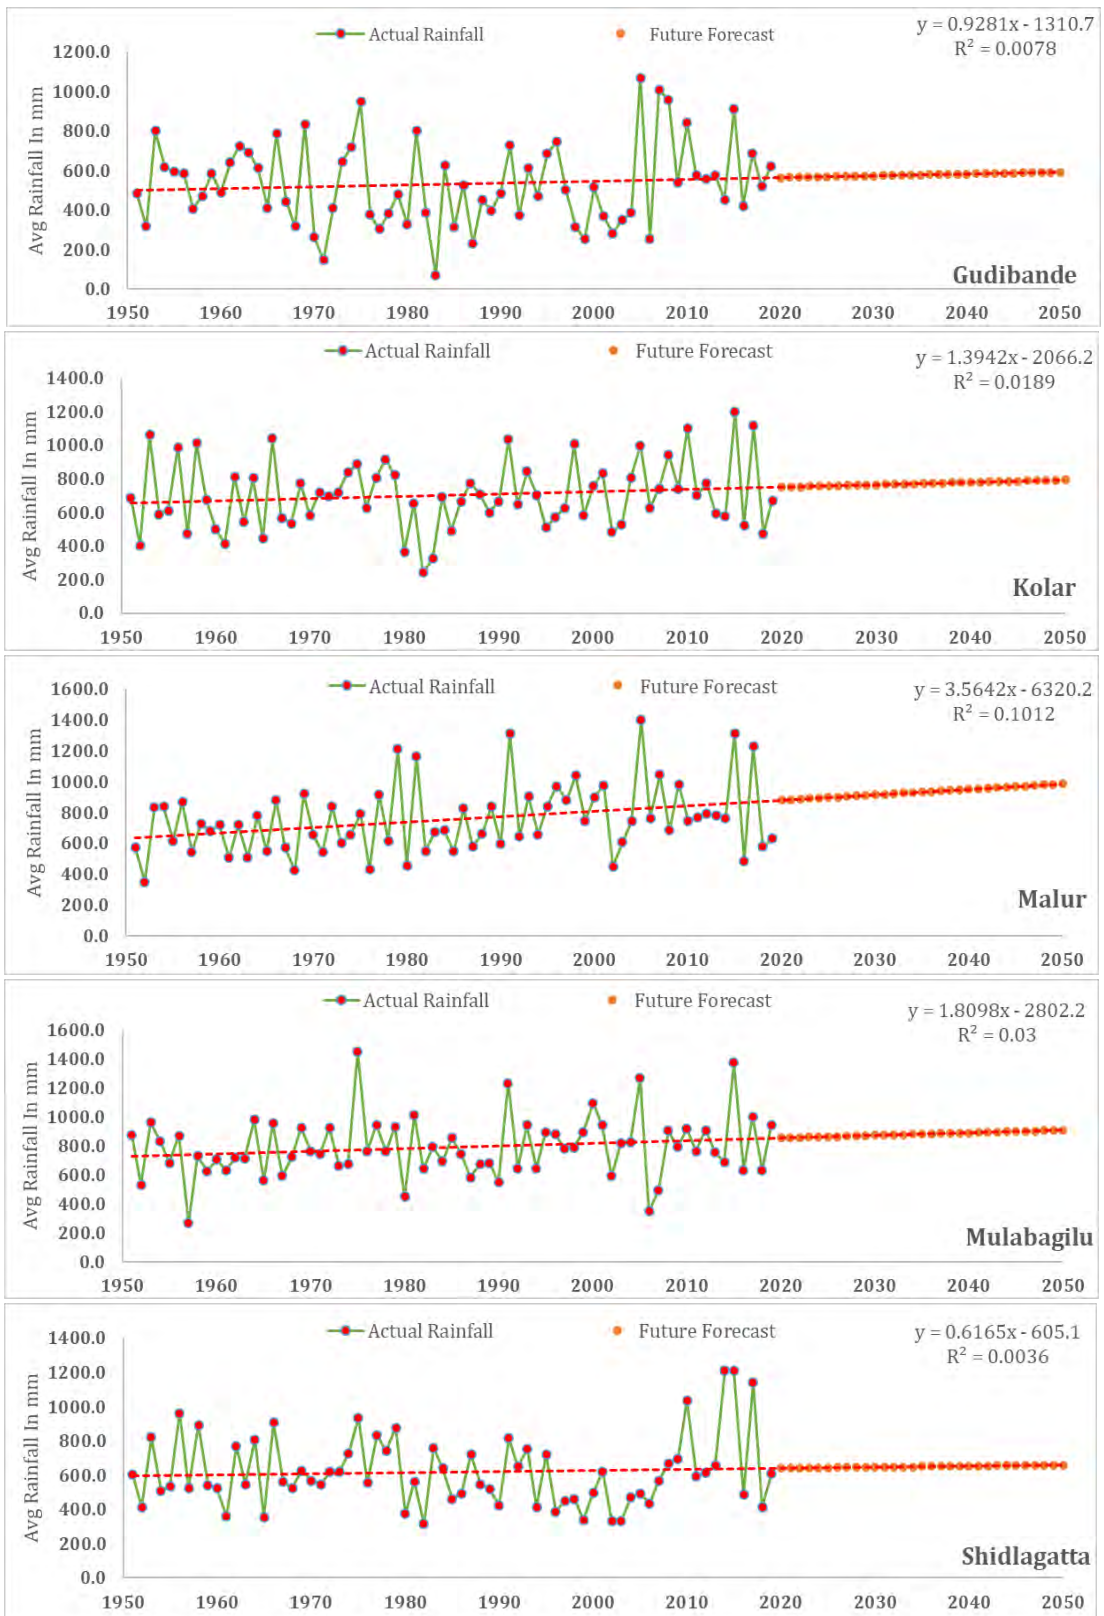 Actual Rainfall
Future Forecast
y = 0.9281x - 1310.7
R² = 0.0078
Avg Rainfall In mm
1200.0
1000.0
800.0
600.0
400.0
200.0
0.0
Gudibande
1950 1960 1970 1980 1990 2000 2010 2020 2030 2040 2050
Actual Rainfall
Future Forecast
y = 1.3942x - 2066.2
R² = 0.0189
Avg Rainfall In mm
1400.0
1200.0
1000.0
800.0
600.0
400.0
200.0
0.0
Kolar
1950 1960 1970 1980 1990 2000 2010 2020 2030 2040 2050
Actual Rainfall
Future Forecast
y = 3.5642x - 6320.2
R² = 0.1012
Avg Rainfall In mm
1600.0
1400.0
1200.0
1000.0
800.0
600.0
400.0
200.0
0.0
Malur
1950 1960 1970 1980 1990 2000 2010 2020 2030 2040 2050
Actual Rainfall
Future Forecast
y = 1.8098x - 2802.2
R² = 0.03
Avg Rainfall In mm
1600.0
1400.0
1200.0
1000.0
800.0
600.0
400.0
200.0
0.0
Mulabagilu
1950 1960 1970 1980 1990 2000 2010 2020 2030 2040 2050
Actual Rainfall
Future Forecast
y = 0.6165x - 605.1
R² = 0.0036
Avg Rainfall In mm
1400.0
1200.0
1000.0
800.0
600.0
400.0
200.0
0.0
Shidlagatta
1950 1960 1970 1980 1990 2000 2010 2020 2030 2040 2050